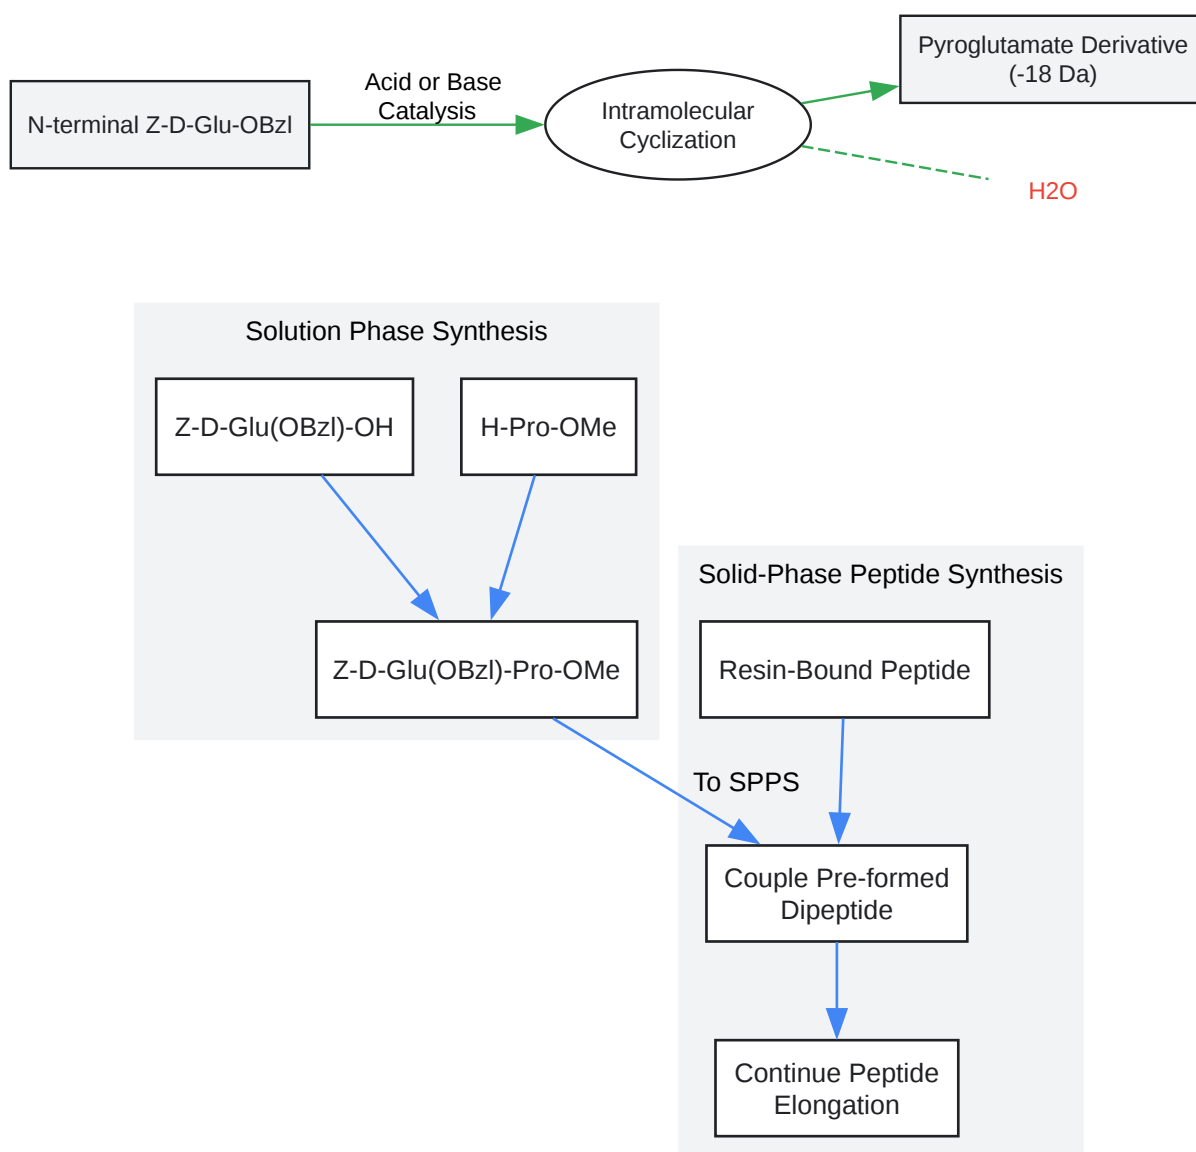 Pyroglutamate Derivative
(-18 Da)
Acid or Base
Catalysis
N-terminal Z-D-Glu-OBzl
Intramolecular
Cyclization
H2O
Solution Phase Synthesis
Z-D-Glu(OBzl)-OH
H-Pro-OMe
Z-D-Glu(OBzl)-Pro-OMe
Solid-Phase Peptide Synthesis
Resin-Bound Peptide
To SPPS
Couple Pre-formed
Dipeptide
Continue Peptide
Elongation